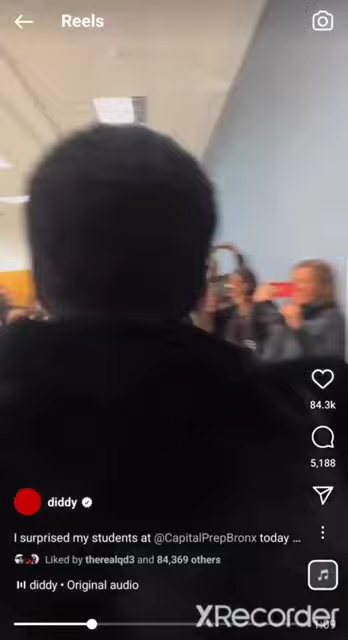 Reels
84.3k
5,188
diddy
I surprised my students at @CapitalPrepBronx today ...
Liked by therealqd3 and 84,369 others
diddy • Original audio
XRecorder